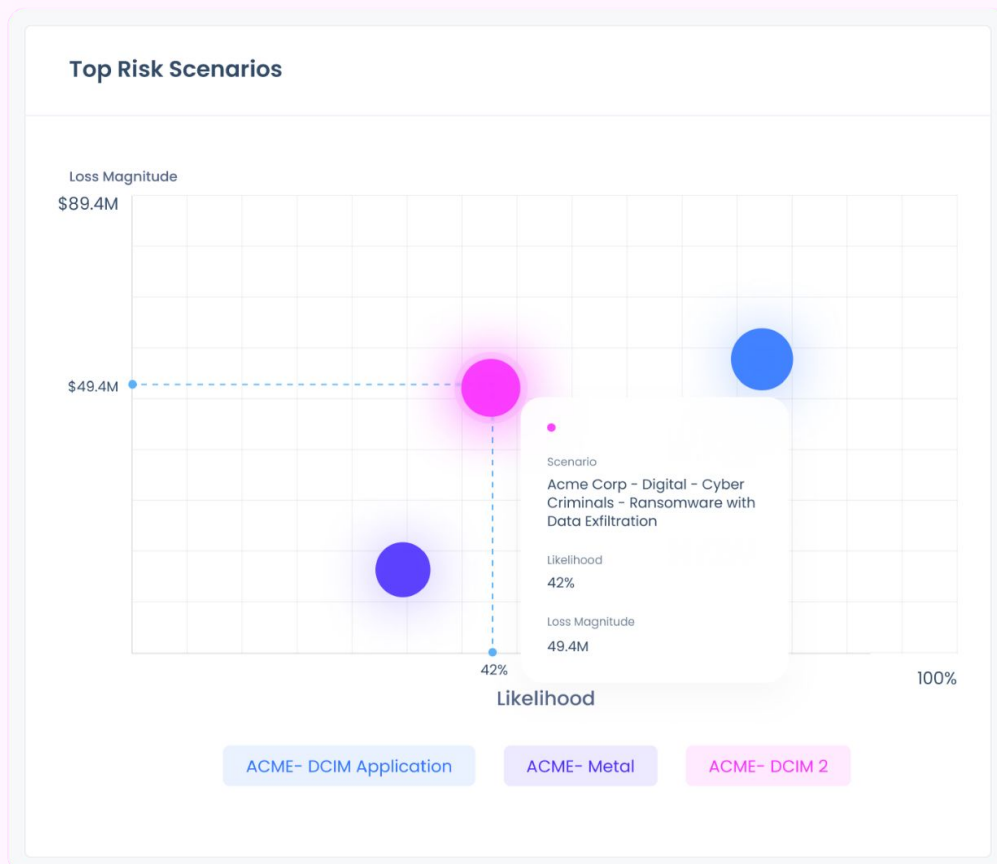 Top Risk Scenarios
Loss Magnitude
$89.4M
$49.4M
Scenario
Acme Corp - Digital - Cyber
Criminals - Ransomware with
Data Exfiltration
Likelihood
42%
Loss Magnitude
49.4M
42%
100%
Likelihood
ACME- DCIM Application
ACME- Metal
ACME- DCIM 2